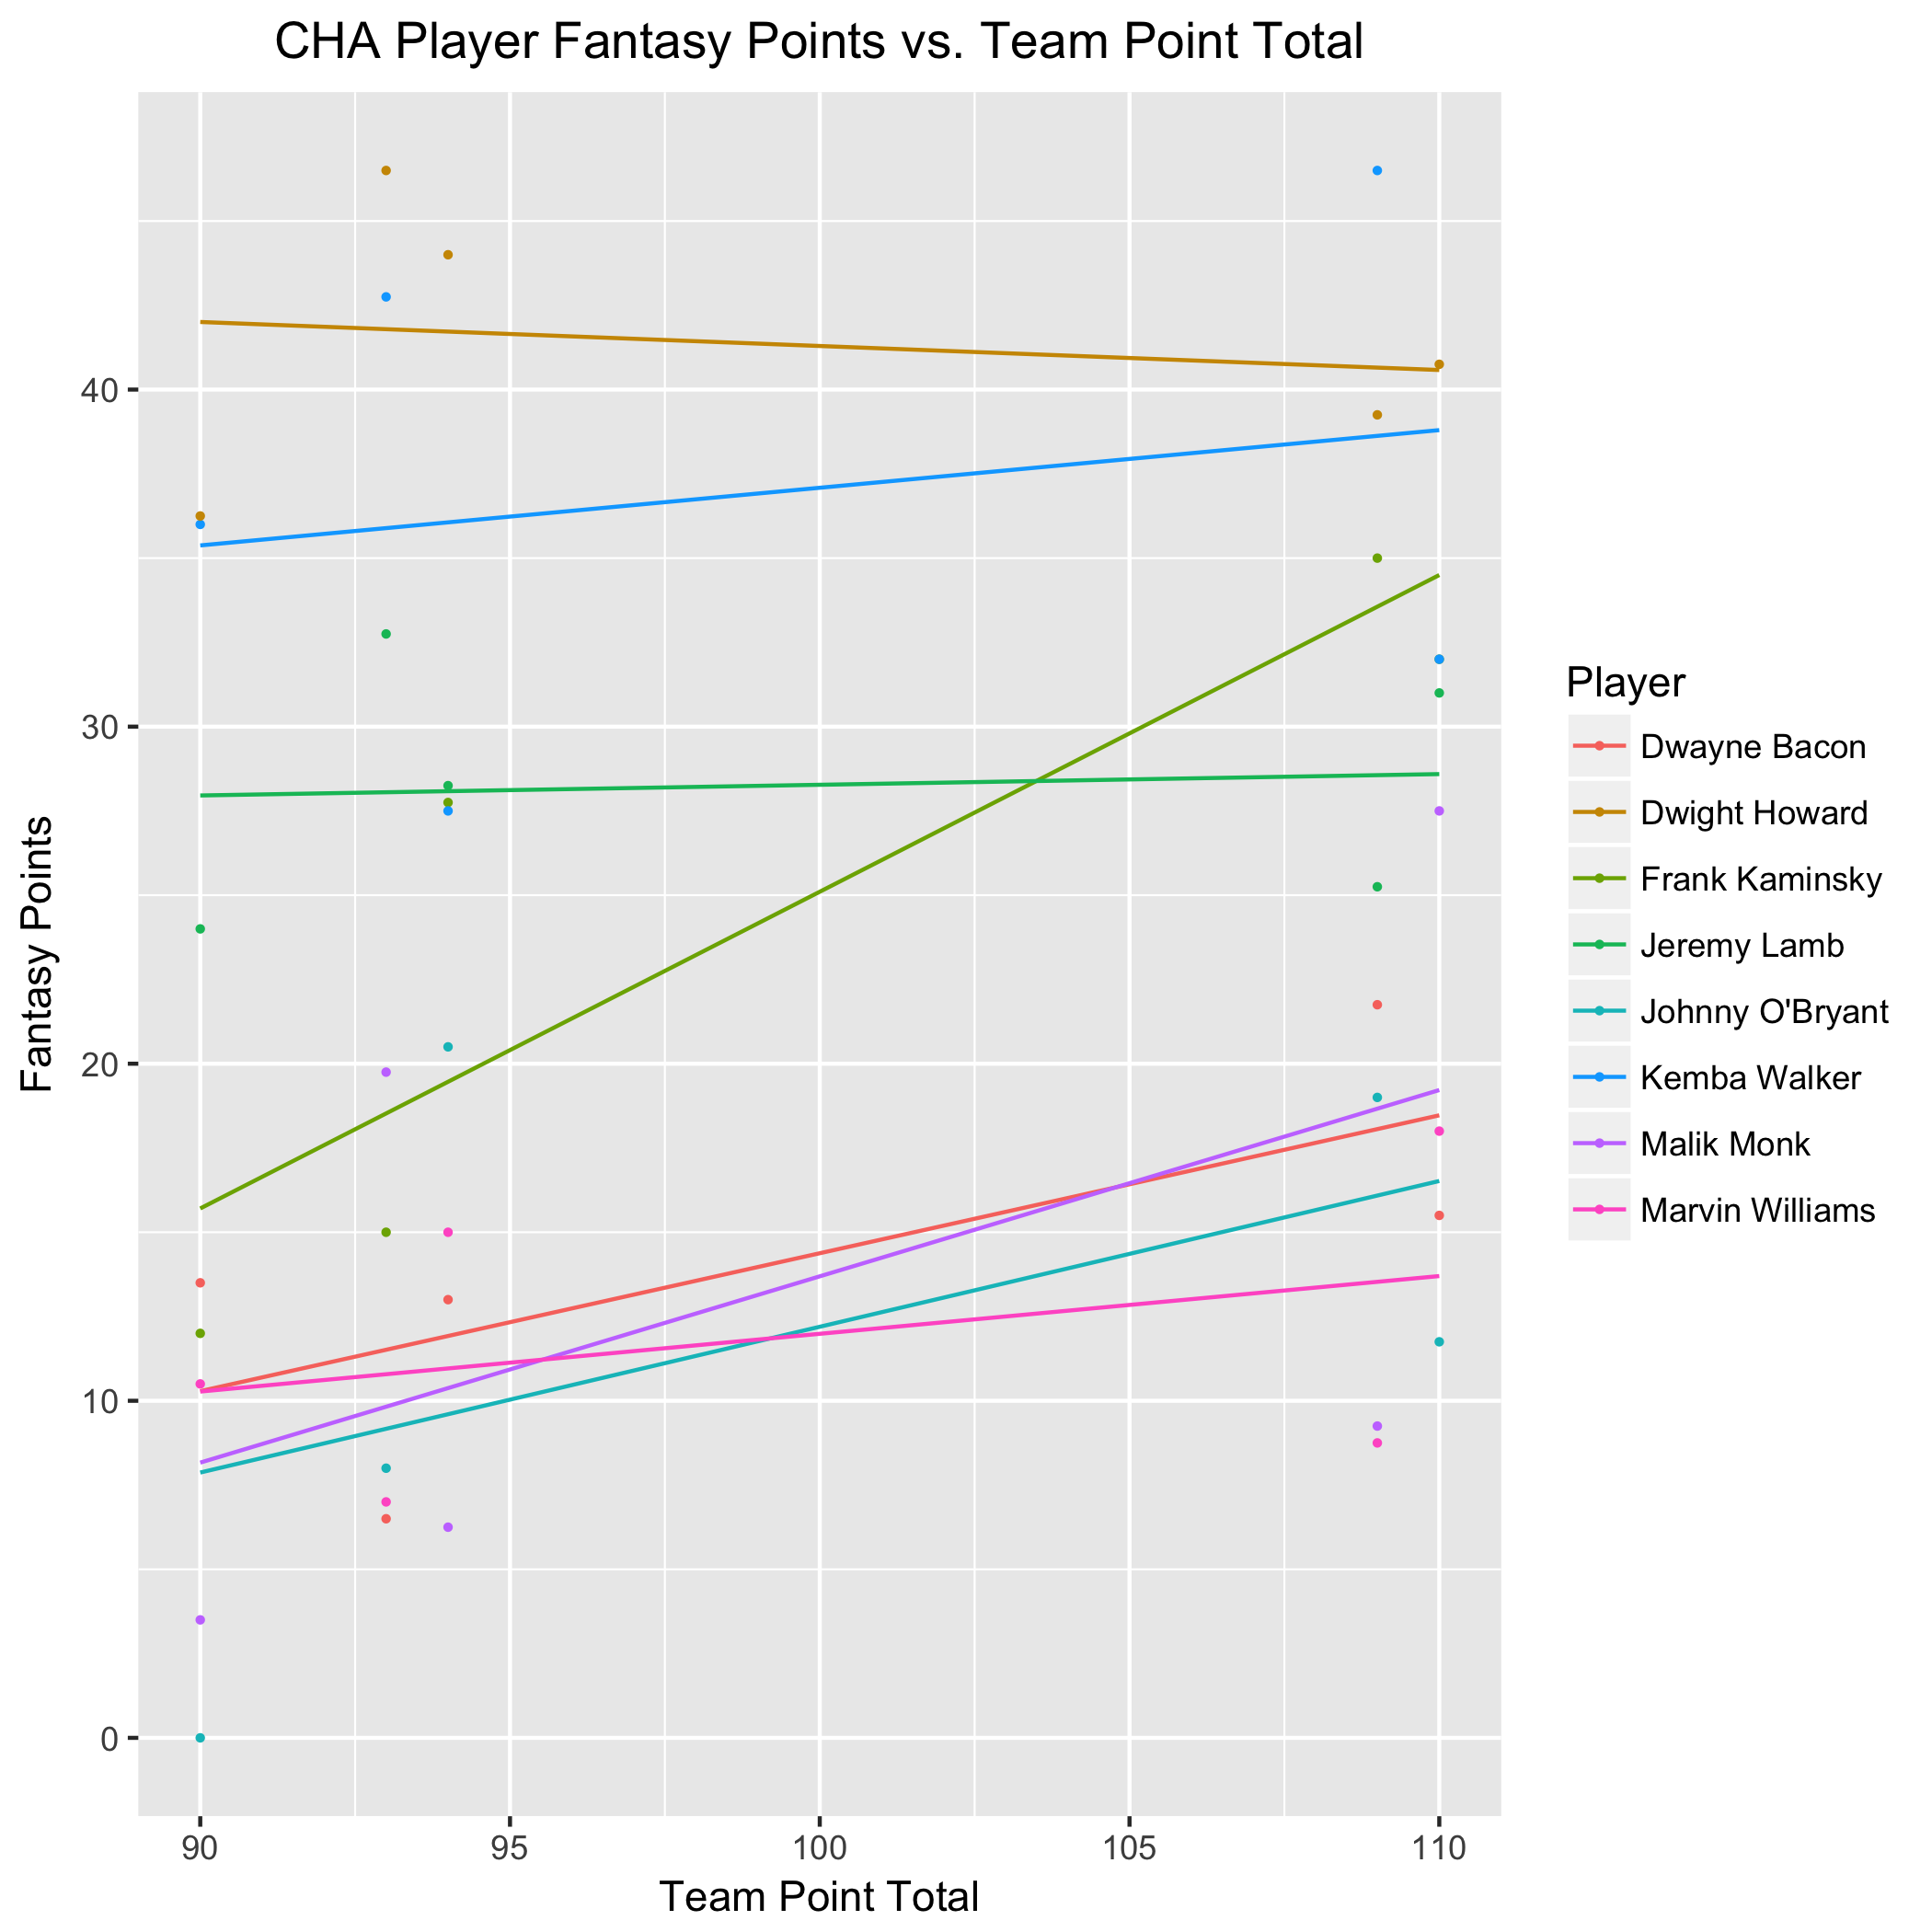 CHA Player Fantasy Points vs. Team Point Total
Fantasy Points
40
30
20
10
0
90 95 100 105 110
Team Point Total
Player
Dwayne Bacon
Dwight Howard
Frank Kaminsky
Jeremy Lamb
Johnny O'Bryant
Kemba Walker
Malik Monk
Marvin Williams